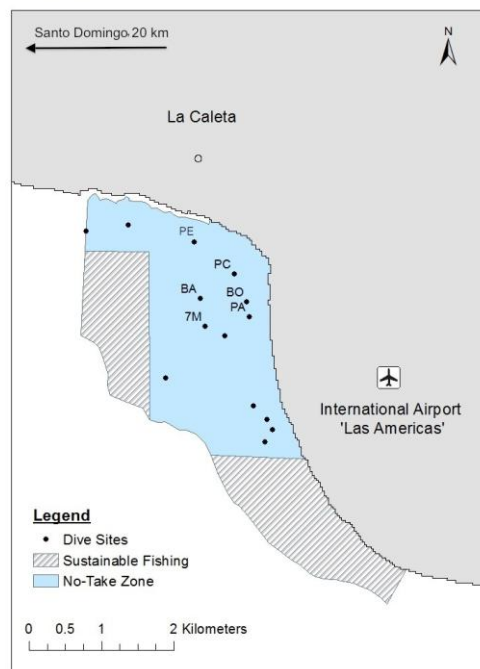 Santo Domingo 20 km
N
La Caleta
PE
PC
BA
BO
PA
7M
International Airport
'Las Americas'
Legend
Dive Sites
Sustainable Fishing
No-Take Zone
0 0.5 1 2 Kilometers